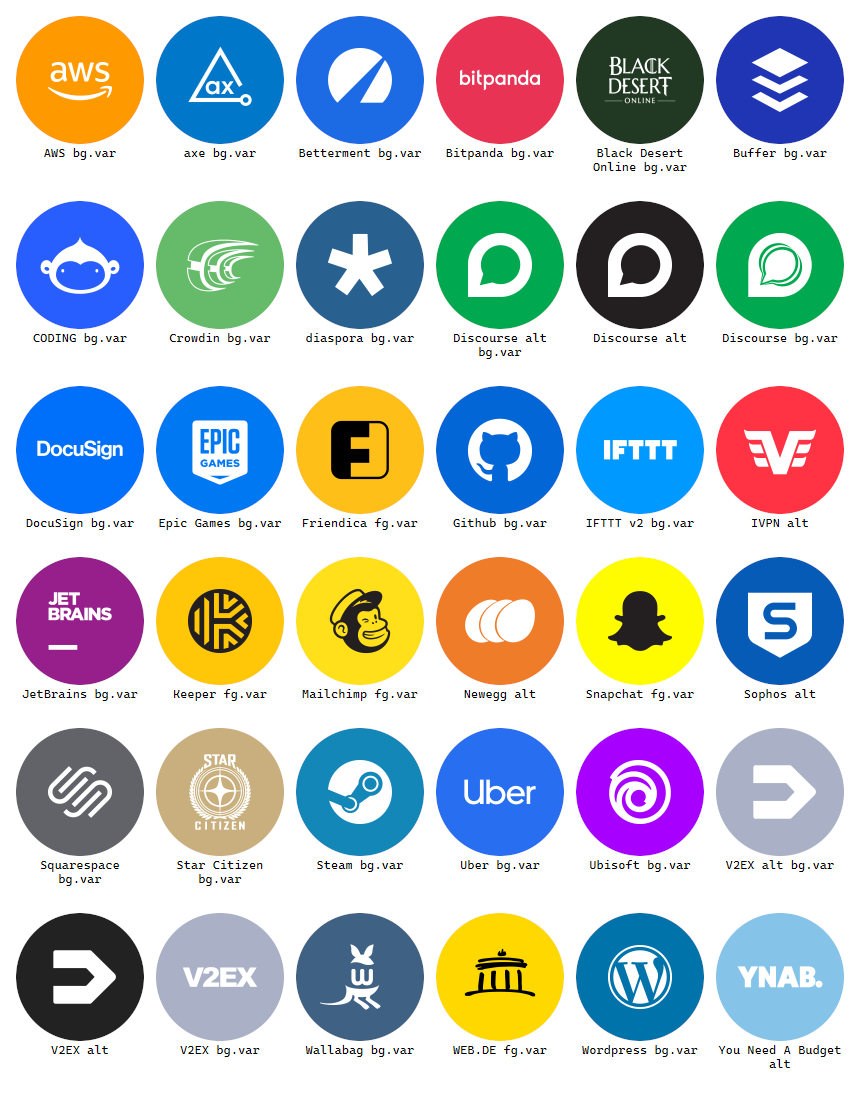 aws
ax
bitpanda
BLACK
DESERT
ONLINE
AWS bg.var
axe bg.var
Betterment bg.var
Bitpanda bg.var
Black Desert
Online bg.var
Buffer bg.var
CODING bg.var
Crowdin bg.var
diaspora bg.var
Discourse alt
bg.var
Discourse alt
Discourse bg.var
DocuSign
EPIC
GAMES
F
IFTTT
V
DocuSign bg.var
Epic Games bg.var
Friendica fg.var
Github bg.var
IFTTT v2 bg.var
IVPN alt
JET
BRAINS
K
S
JetBrains bg.var
Keeper fg.var
Mailchimp fg.var
Newegg alt
Snapchat fg.var
Sophos alt
STAR
CITIZEN
Uber
Squarespace
bg.var
Star Citizen
bg.var
Steam bg.var
Uber bg.var
Ubisoft bg.var
V2EX alt bg.var
V2EX
W
W
YNAB.
V2EX alt
V2EX bg.var
Wallabag bg.var
WEB.DE fg.var
Wordpress bg.var
You Need A Budget
alt